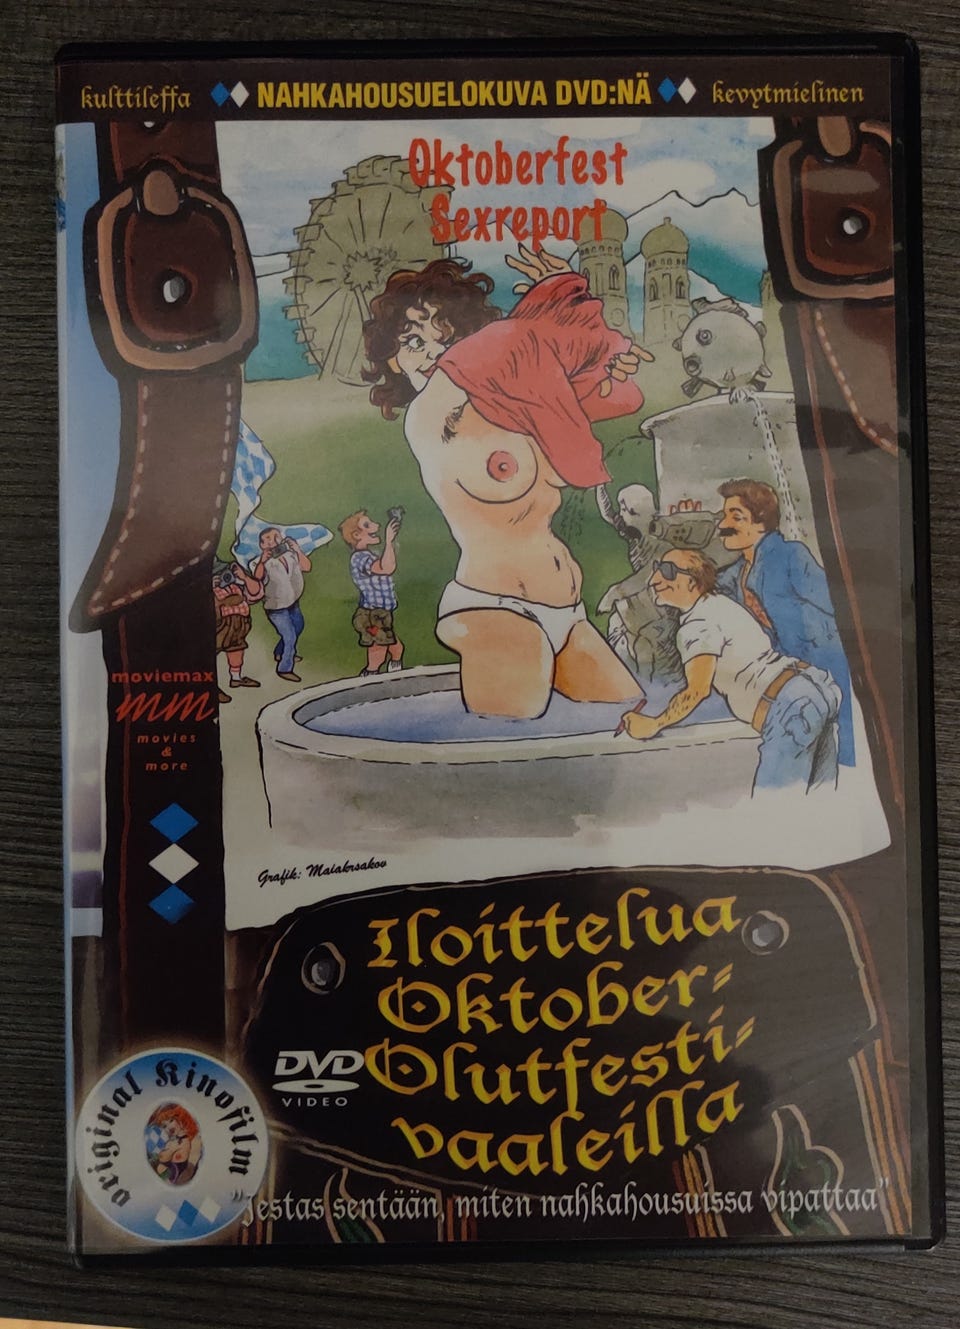 kulttileffa NAHKAHOUSUELOKUVA DVD:NÄ kevytmielinen
Oktoberfest
Sexreport
moviemax
mm
movies
&
more
Grafik: Maiakrsakov
Iloittelua
Oktober-
Olutfesti-
vaaleilla
DVD
VIDEO
original Kinofilm
"Jestas sentään, miten nahkahousuissa vipattaa"